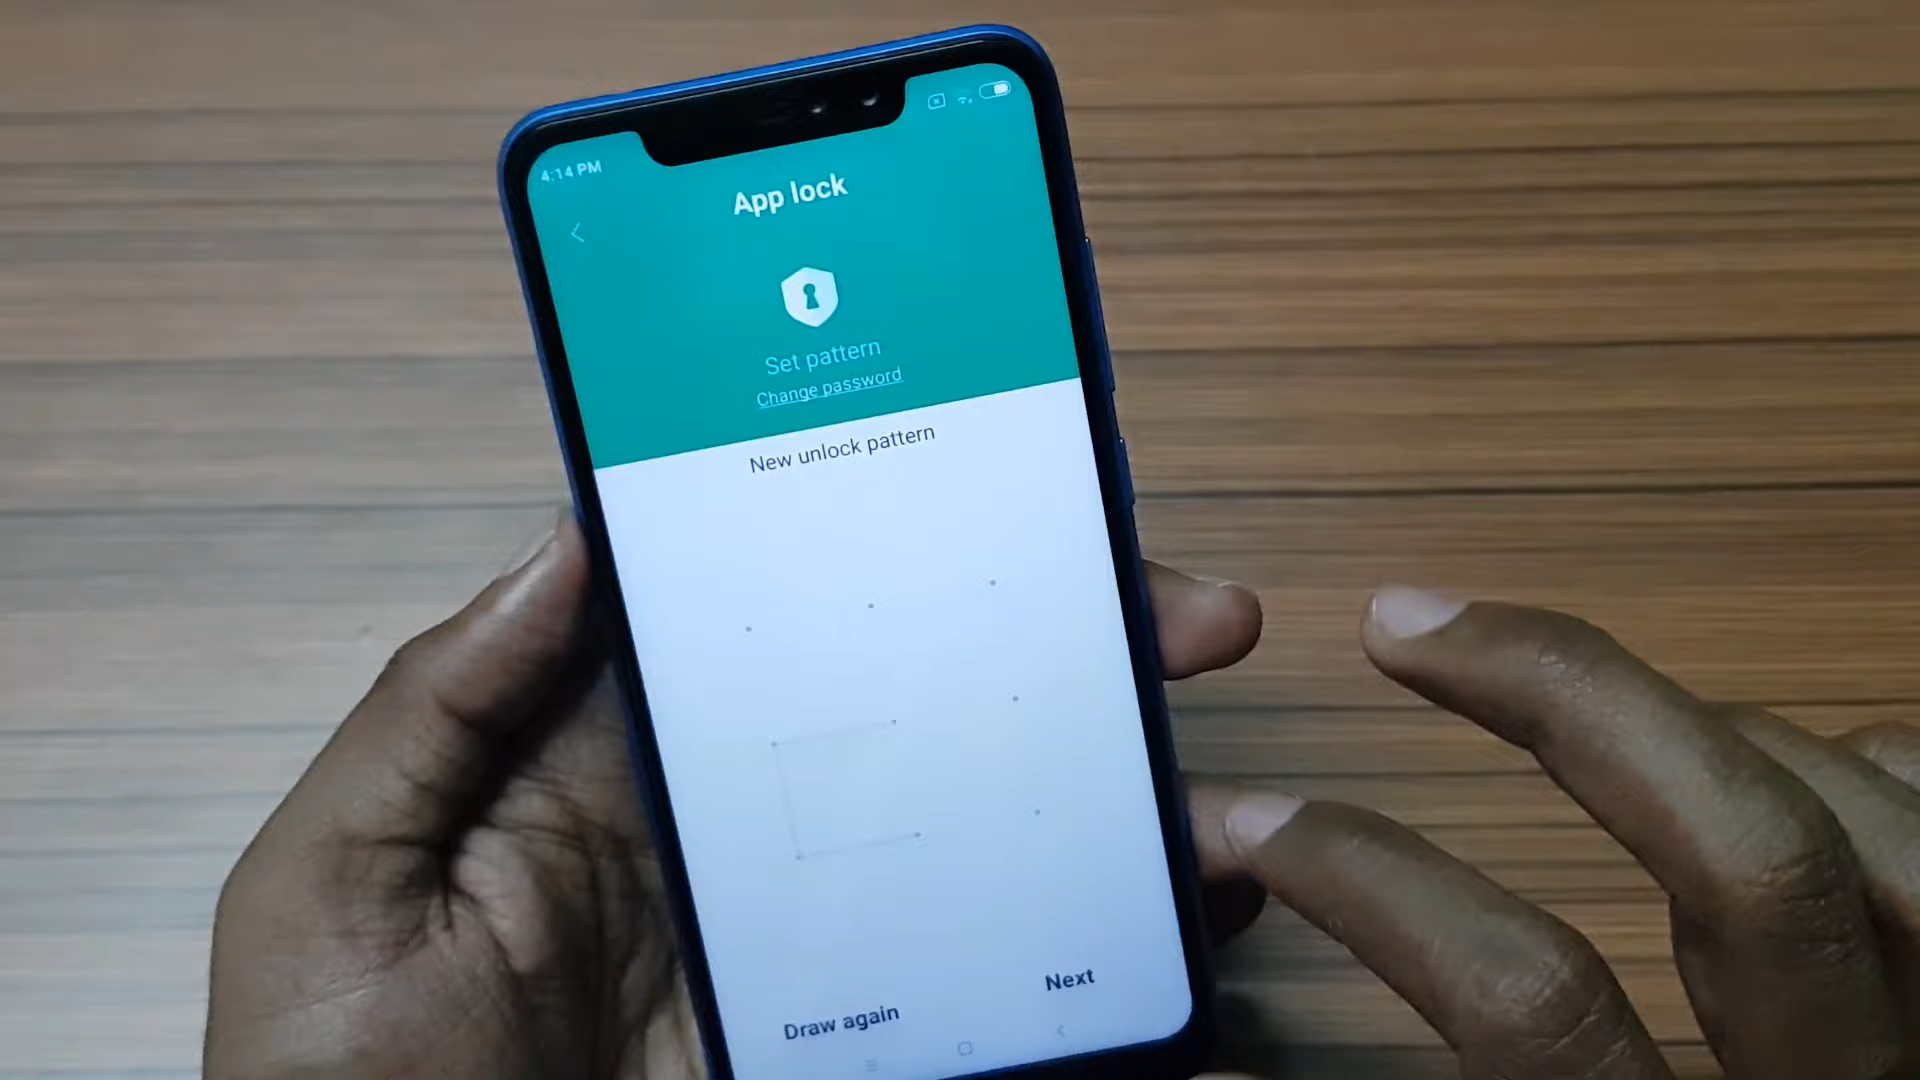 4:14 PM
App lock
Set pattern
Change password
New unlock pattern
Draw again
Next